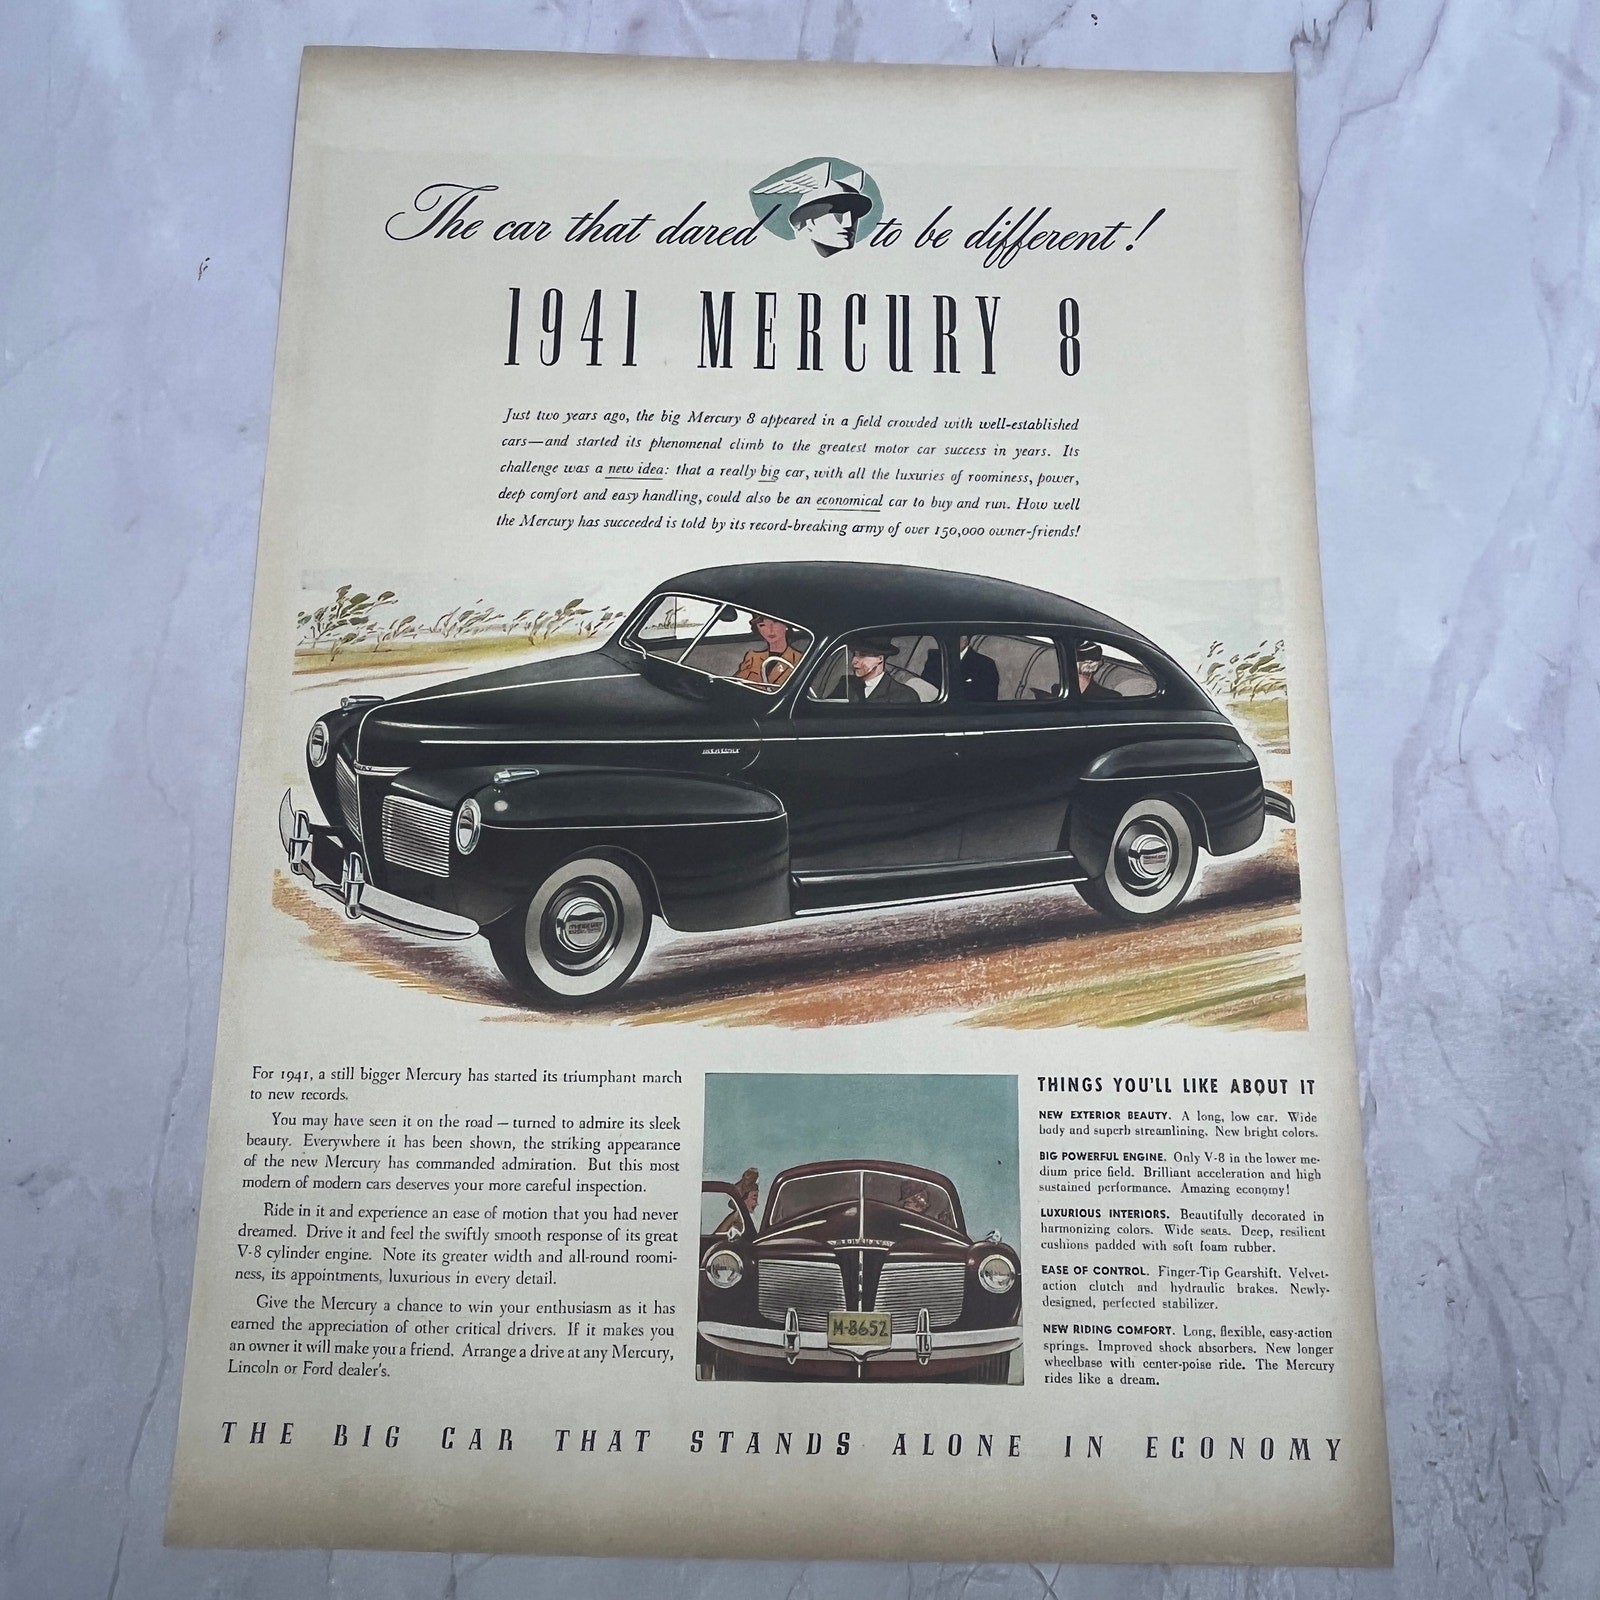 The car that dared to be different!
1941 MERCURY 8
Just two years ago, the big Mercury 8 appeared in a field crowded with well-established
cars—and started its phenomenal climb to the greatest motor car success in years. Its
challenge was a new idea: that a really big car, with all the luxuries of roominess, power,
deep comfort and easy handling, could also be an economical car to buy and run. How well
the Mercury has succeeded is told by its record-breaking army of over 150,000 owner-friends!
For 1941, a still bigger Mercury has started its triumphant march
to new records.
You may have seen it on the road — turned to admire its sleek
beauty. Everywhere it has been shown, the striking appearance
of the new Mercury has commanded admiration. But this most
modern of modern cars deserves your more careful inspection.
Ride in it and experience an ease of motion that you had never
dreamed. Drive it and feel the swiftly smooth response of its great
V-8 cylinder engine. Note its greater width and all-round roomi-
ness, its appointments, luxurious in every detail.
Give the Mercury a chance to win your enthusiasm as it has
earned the appreciation of other critical drivers. If it makes you
an owner it will make you a friend. Arrange a drive at any Mercury,
Lincoln or Ford dealer's.
MERCURY
M-8652
THINGS YOU'LL LIKE ABOUT IT
NEW EXTERIOR BEAUTY. A long, low car. Wide
body and superb streamlining. New bright colors.
BIG POWERFUL ENGINE. Only V-8 in the lower me-
dium price field. Brilliant acceleration and high
sustained performance. Amazing economy!
LUXURIOUS INTERIORS. Beautifully decorated in
harmonizing colors. Wide seats. Deep, resilient
cushions padded with soft foam rubber.
EASE OF CONTROL. Finger-Tip Gearshift. Velvet-
action clutch and hydraulic brakes. Newly-
designed, perfected stabilizer.
NEW RIDING COMFORT. Long, flexible, easy-action
springs. Improved shock absorbers. New longer
wheelbase with center-poise ride. The Mercury
rides like a dream.
THE BIG CAR THAT STANDS ALONE IN ECONOMY